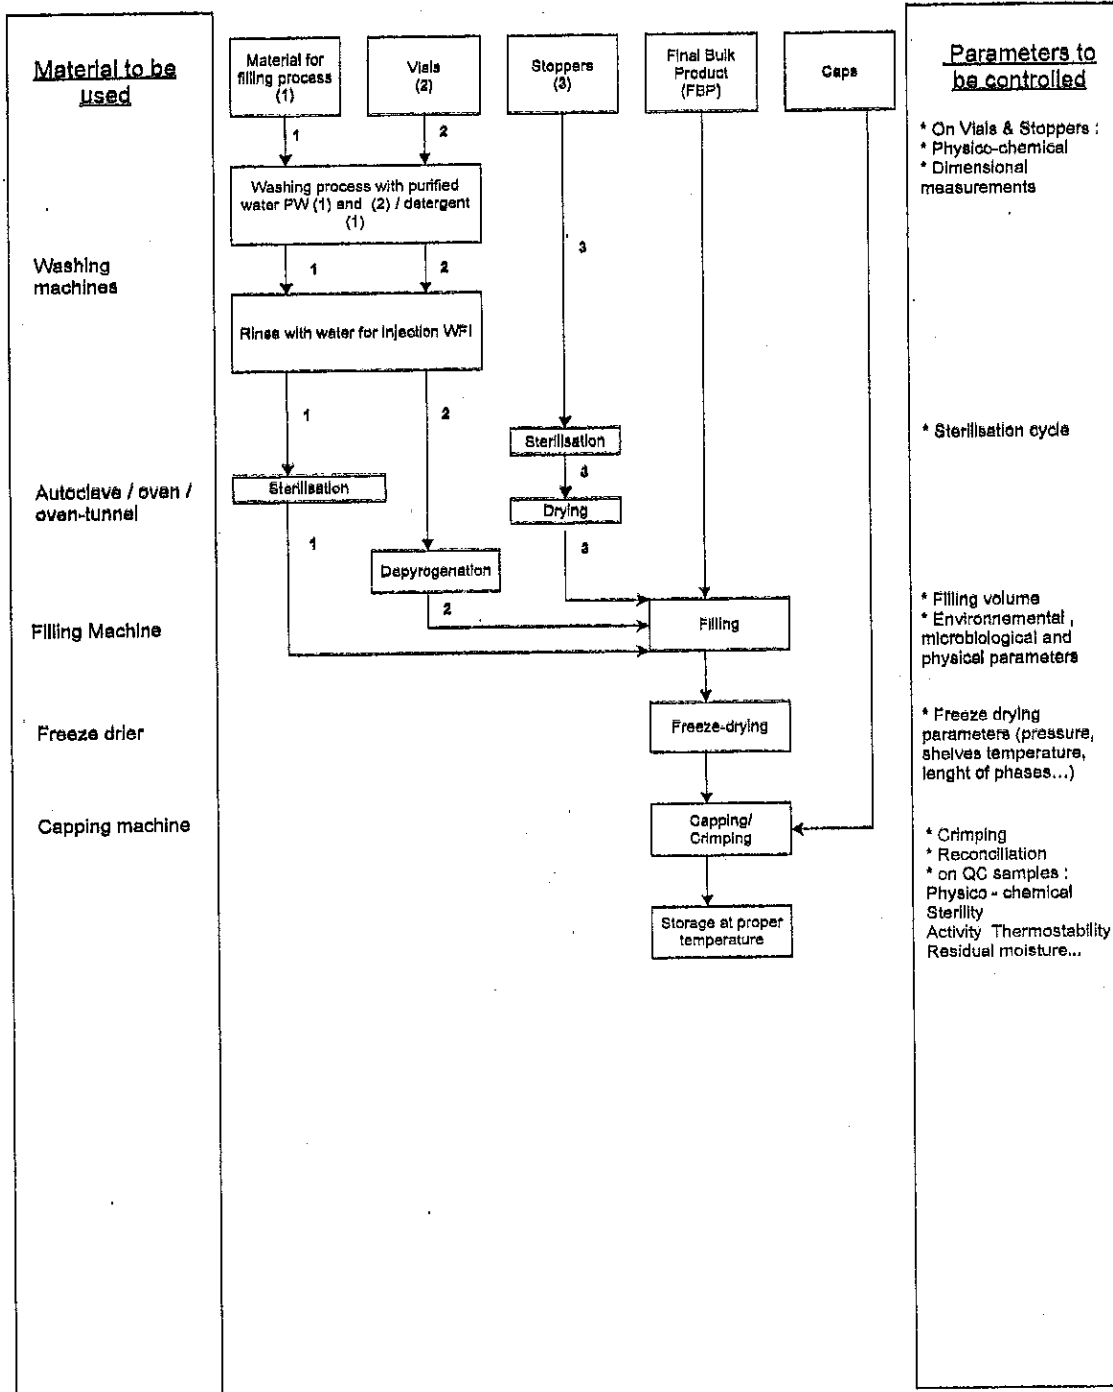 Material to be
used
Material for
filling process
(1)
Vials
(2)
Stoppers
(3)
Final Bulk
Product
(FBP)
Caps
Parameters to
be controlled
* On Vials & Stoppers :
* Physico-chemical
* Dimensional
measurements
1
2
Washing process with purified
water PW (1) and (2) / detergent
(1)
3
Washing
machines
1
2
Rinse with water for injection WFI
1
2
Sterilisation
* Sterilisation cycle
3
Autoclave / oven /
oven-tunnel
Sterilisation
Drying
1
3
Depyrogenation
2
Filling Machine
Filling
* Filling volume
* Environnemental ,
microbiological and
physical parameters
Freeze drier
Freeze-drying
* Freeze drying
parameters (pressure,
shelves temperature,
lenght of phases...)
Capping machine
Capping/
Crimping
* Crimping
* Reconciliation
* on QC samples :
Physico - chemical
Sterility
Activity Thermostability
Residual moisture...
Storage at proper
temperature